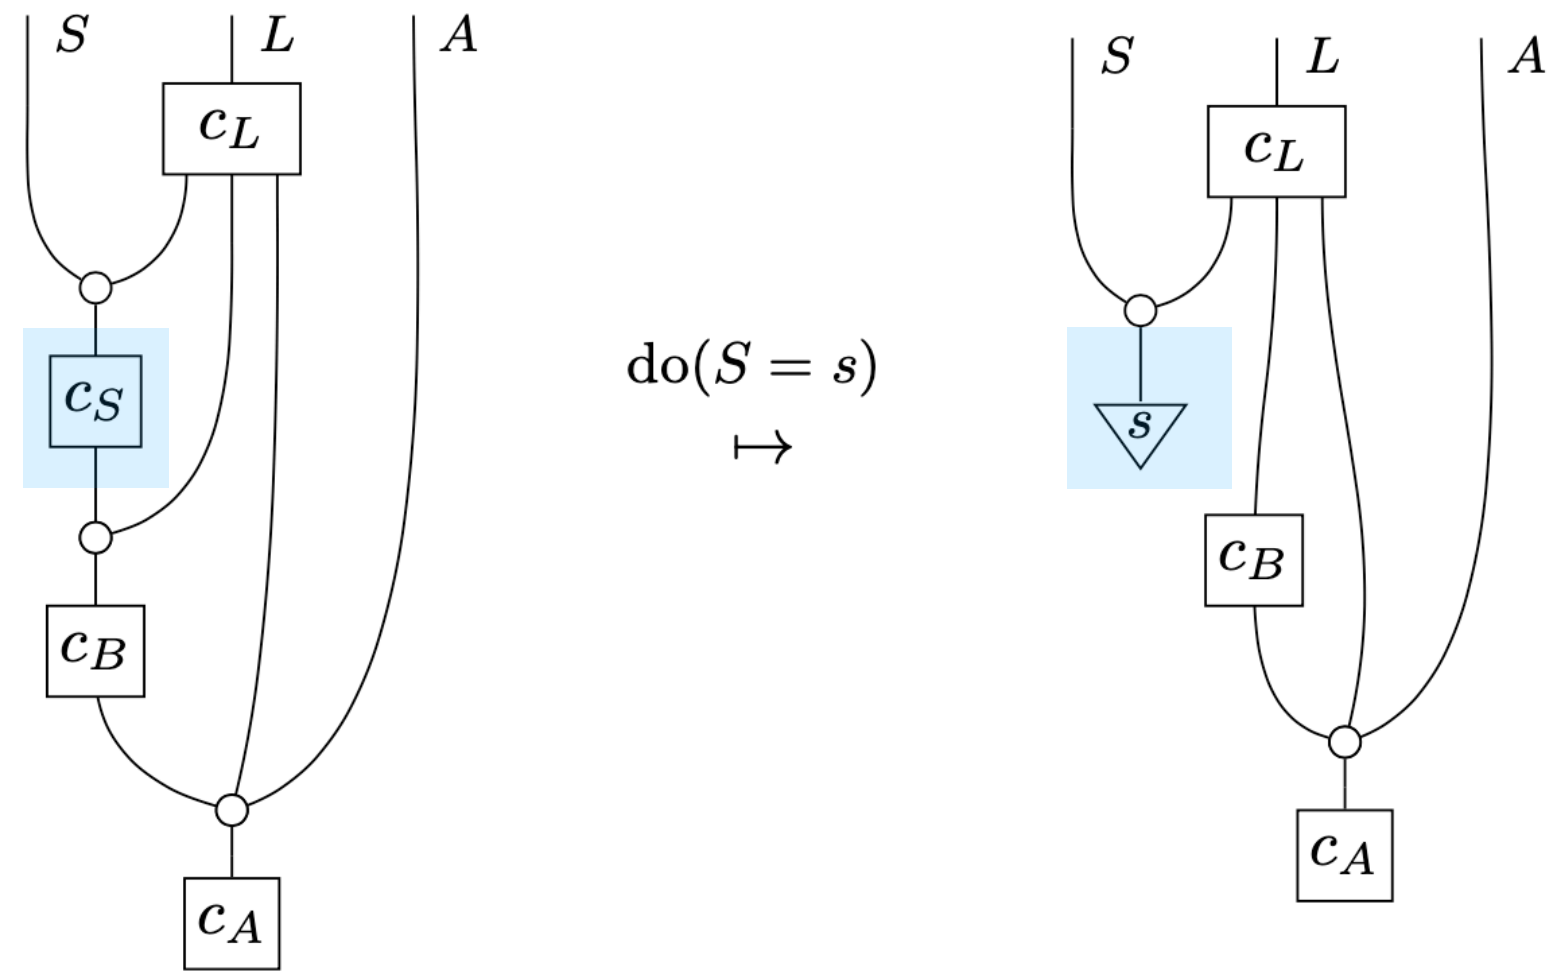 S L A
c_L
c_S
c_B
c_A
do(S = s)
↦
S L A
c_L
s
c_B
c_A